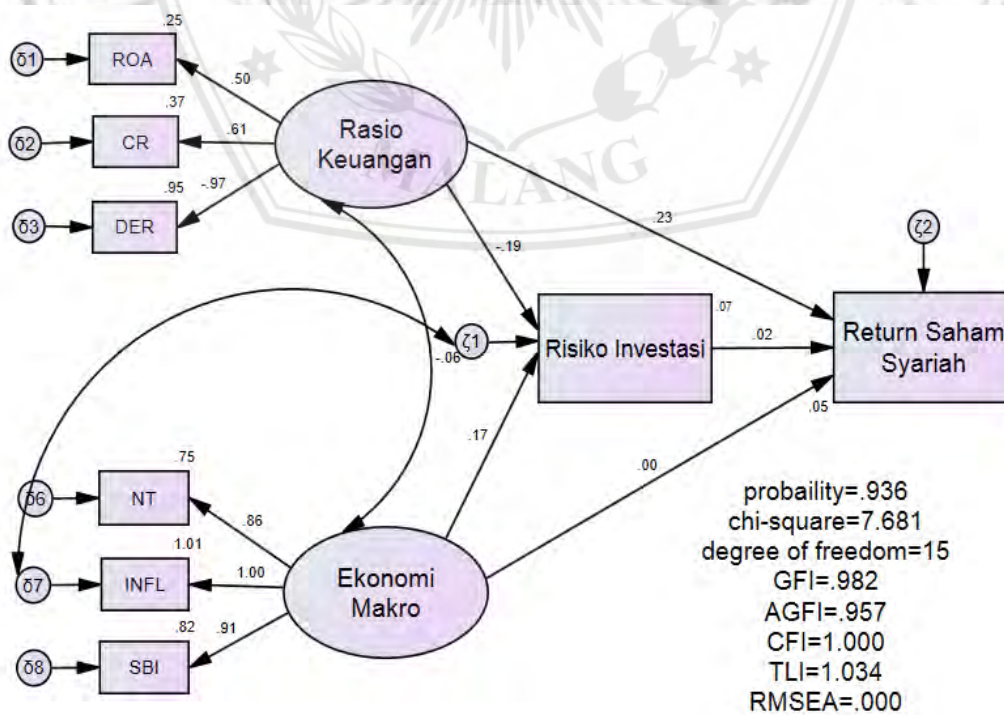 .25
δ1
ROA
.50
.37
δ2
CR
.61
.95
-.97
δ3
DER
Rasio
Keuangan
MALANG
.23
-.19
ζ2
ζ1
-.06
Risiko Investasi
.07
.02
Return Saham
Syariah
.05
.17
.00
.75
δ6
NT
.86
1.01
δ7
INFL
1.00
.82
δ8
SBI
.91
Ekonomi
Makro
probaility=.936
chi-square=7.681
degree of freedom=15
GFI=.982
AGFI=.957
CFI=1.000
TLI=1.034
RMSEA=.000